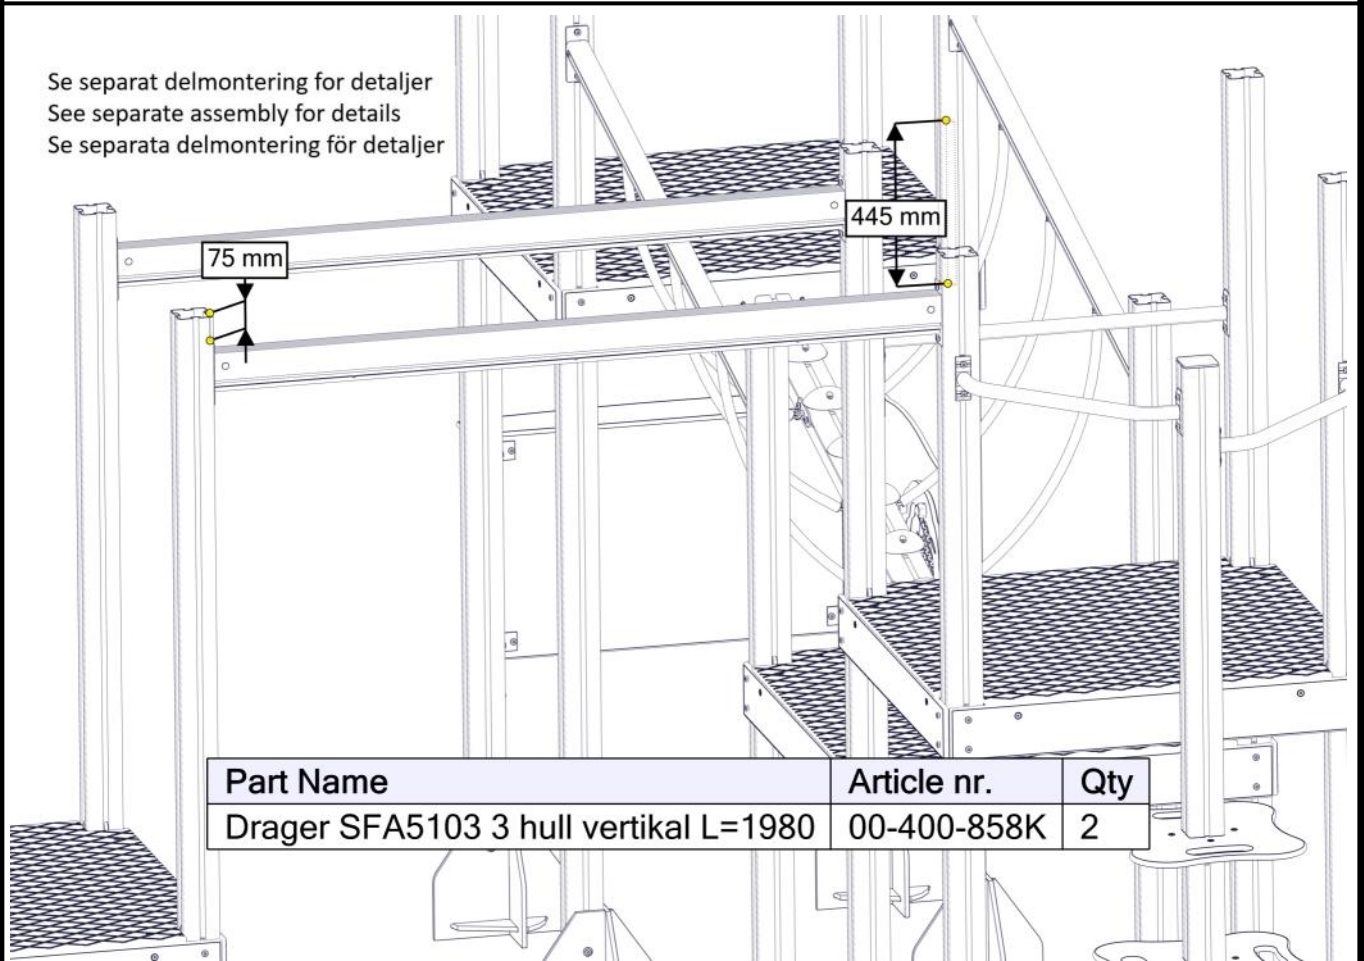 Se separat delmontering for detaljer
See separate assembly for details
Se separata delmontering för detaljer
445 mm
75 mm
Part Name Article nr. Qty
Drager SFA5103 3 hull vertikal L=1980 00-400-858K 2